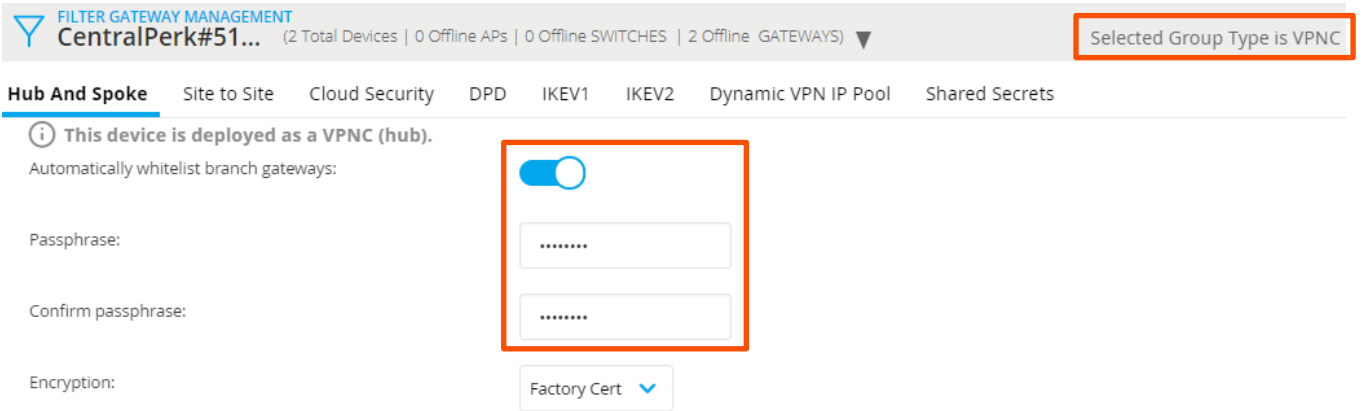 FILTER GATEWAY MANAGEMENT
CentralPerk#51... (2 Total Devices | 0 Offline APs | 0 Offline SWITCHES | 2 Offline GATEWAYS) ▼ Selected Group Type is VPNC
Hub And Spoke Site to Site Cloud Security DPD IKEV1 IKEV2 Dynamic VPN IP Pool Shared Secrets
This device is deployed as a VPNC (hub).
Automatically whitelist branch gateways:
Passphrase: ••••••••
Confirm passphrase: ••••••••
Encryption: Factory Cert